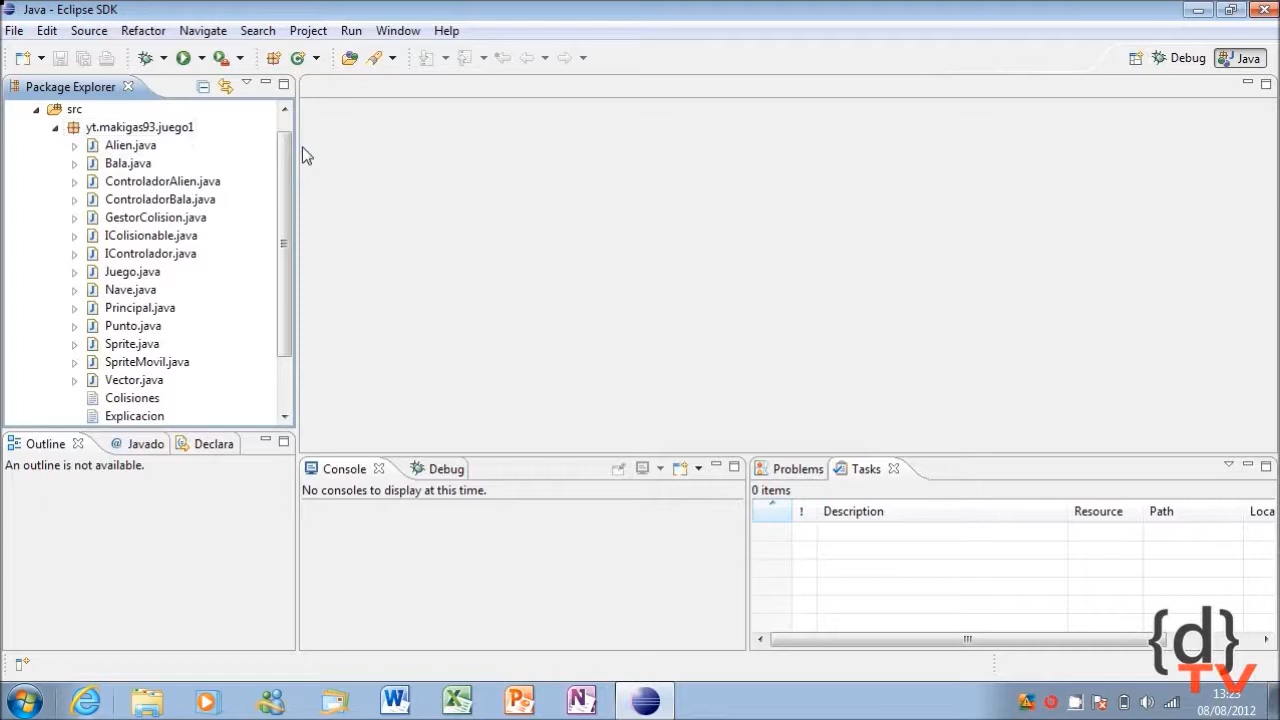 Java - Eclipse SDK
File Edit Source Refactor Navigate Search Project Run Window Help
Debug Java
Package Explorer
src
yt.makigas93.juego1
Alien.java
Bala.java
ControladorAlien.java
ControladorBala.java
GestorColision.java
IColisionable.java
IControlador.java
Juego.java
Nave.java
Principal.java
Punto.java
Sprite.java
SpriteMovil.java
Vector.java
Colisiones
Explicacion
Outline Javado Declara
An outline is not available.
Console Debug
No consoles to display at this time.
Problems Tasks
0 items
! Description Resource Path Loca
{d}
TV
13:23
08/08/2012